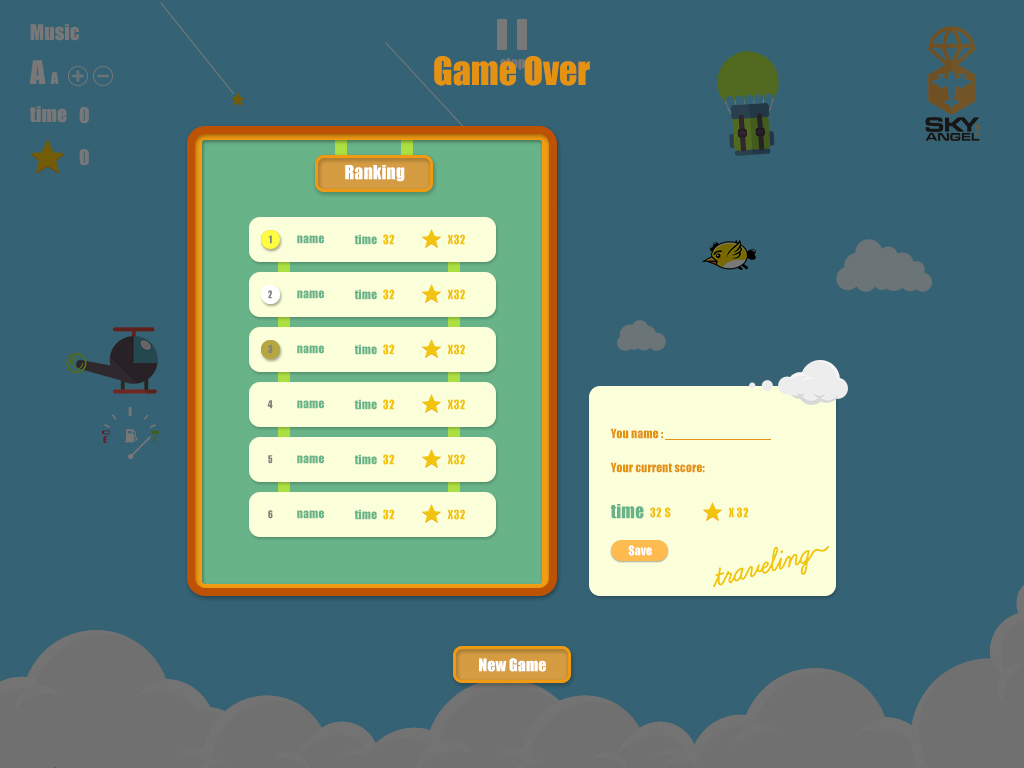 Music
A A
time 0
0
stop
Game Over
SKY
ANGEL
Ranking
1 name time 32 X32
2 name time 32 X32
3 name time 32 X32
4 name time 32 X32
5 name time 32 X32
6 name time 32 X32
E
You name :
Your current score:
time 32 S X 32
Save
traveling
New Game